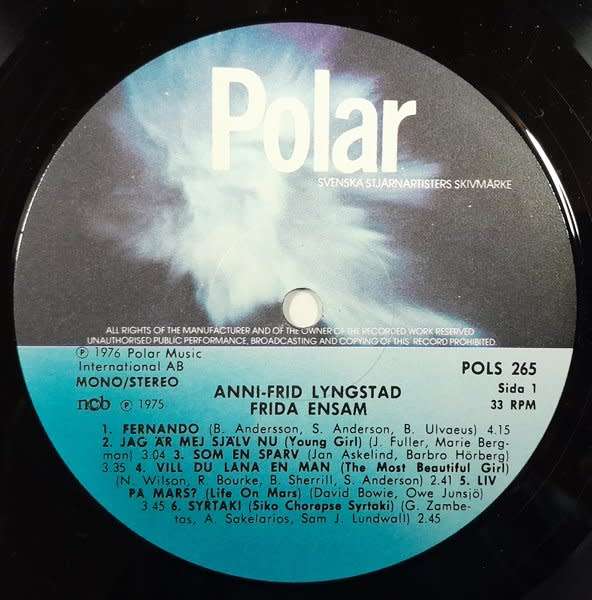 Polar
SVENSKA STJÄRNARTISTERS SKIVMÄRKE
ALL RIGHTS OF THE MANUFACTURER AND OF THE OWNER OF THE RECORDED WORK RESERVED
UNAUTHORISED PUBLIC PERFORMANCE, BROADCASTING AND COPYING OF THIS RECORD PROHIBITED.
Ⓟ 1976 Polar Music
International AB
MONO/STEREO
ncb Ⓟ 1975
POLS 265
Sida 1
33 RPM
ANNI-FRID LYNGSTAD
FRIDA ENSAM
1. FERNANDO (B. Andersson, S. Anderson, B. Ulvaeus) 4.15
2. JAG ÄR MEJ SJÄLV NU (Young Girl) (J. Fuller, Marie Berg-
man) 3.04 3. SOM EN SPARV (Jan Askelind, Barbro Hörberg)
3.35 4. VILL DU LÅNA EN MAN (The Most Beautiful Girl)
(N. Wilson, R. Bourke, B. Sherrill, S. Anderson) 2.41 5. LIV
PÅ MARS? (Life On Mars) (David Bowie, Owe Junsjö)
3 45 6. SYRTAKI (Siko Chorepse Syrtaki) (G. Zambe-
tas, A. Sakelarios, Sam J. Lundwall) 2.45